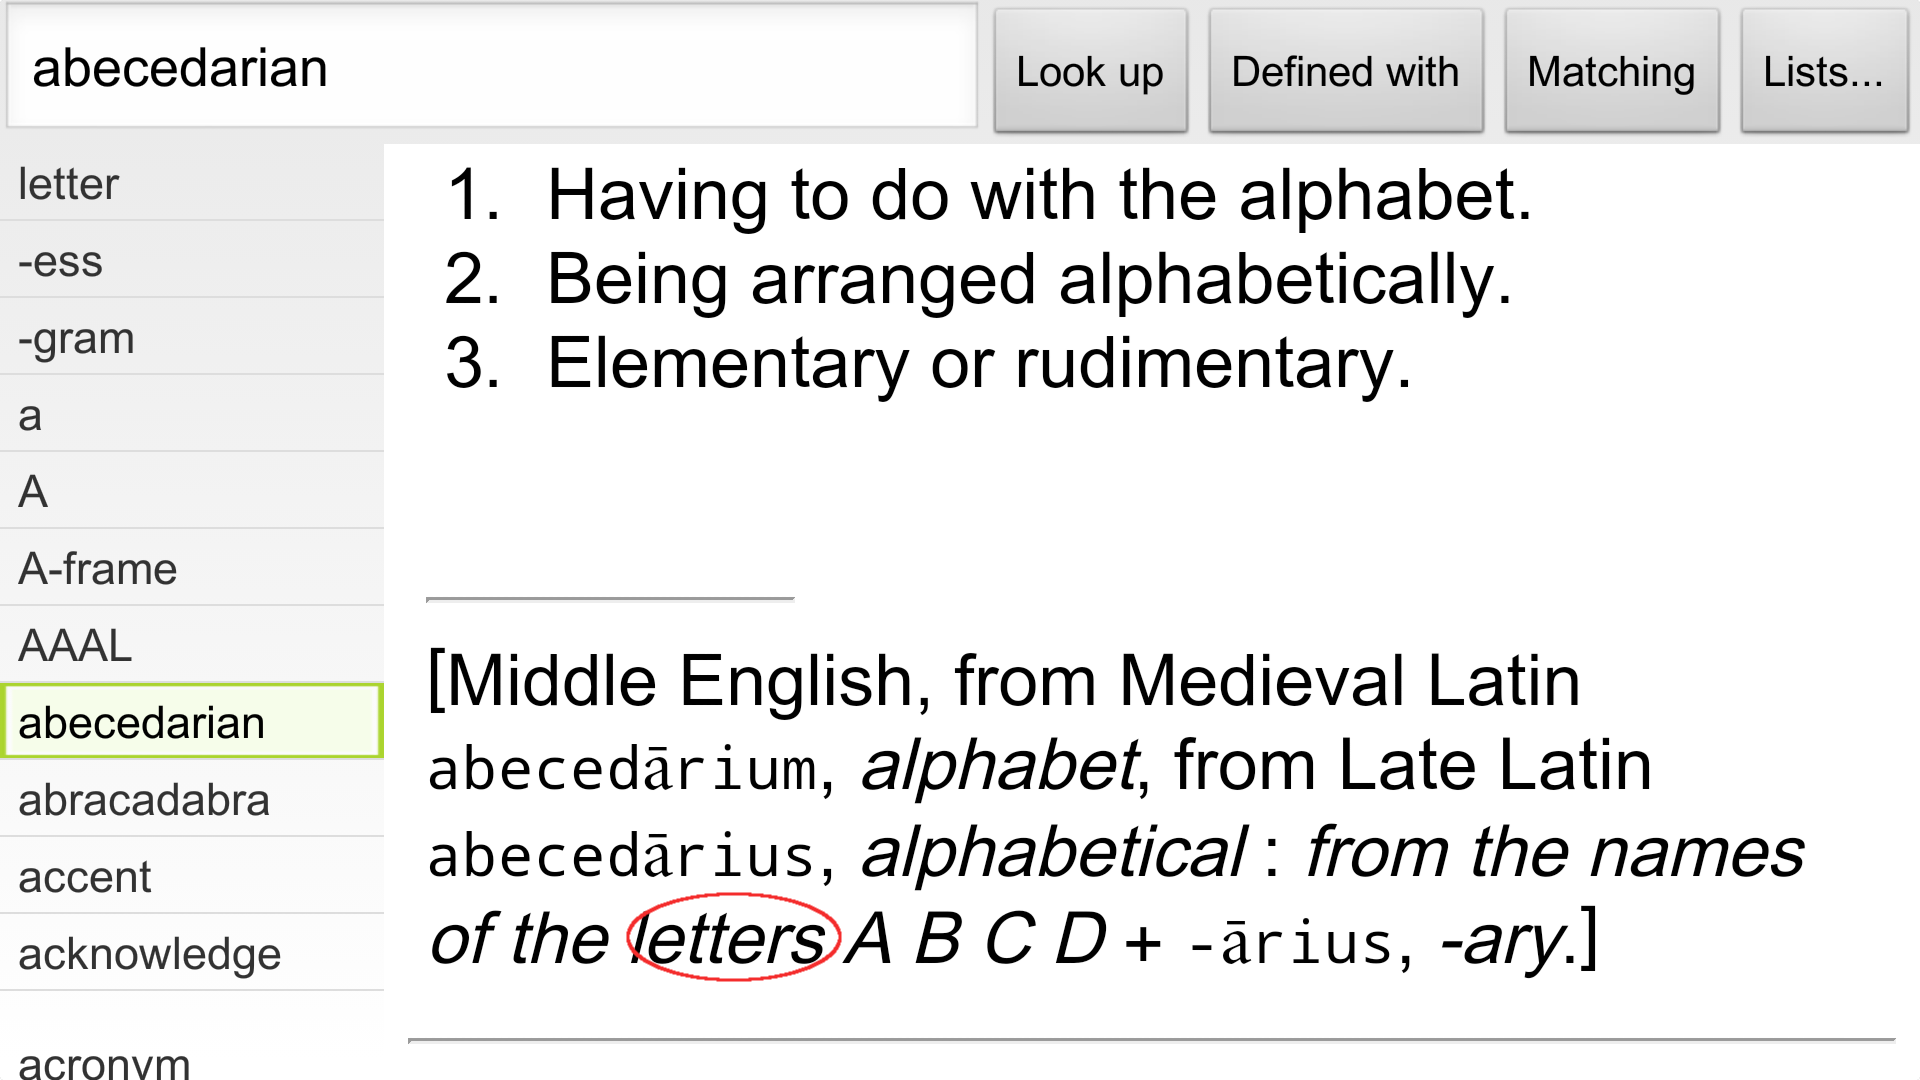 abecedarian
Look up
Defined with
Matching
Lists...
letter
-ess
-gram
a
A
A-frame
AAAL
abecedarian
abracadabra
accent
acknowledge
acronym
1. Having to do with the alphabet.
2. Being arranged alphabetically.
3. Elementary or rudimentary.
[Middle English, from Medieval Latin
abecedārium, alphabet, from Late Latin
abecedārius, alphabetical : from the names
of the letters A B C D + -ārius, -ary.]